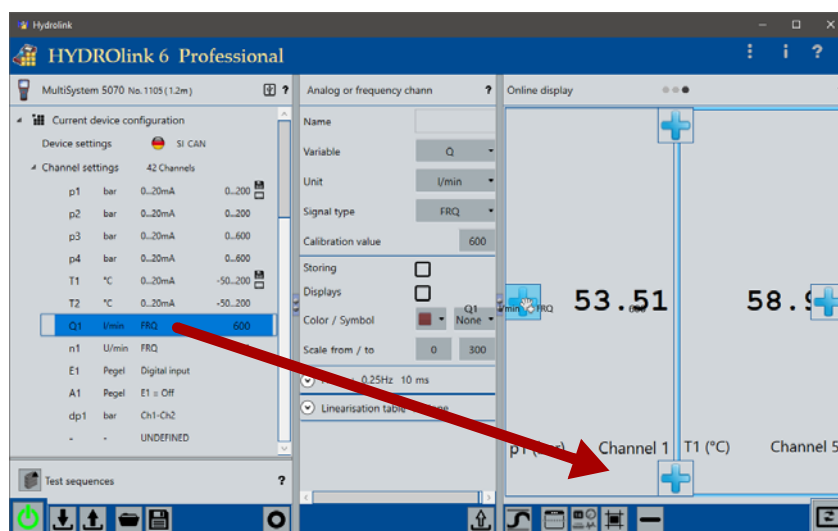 Hydrolink
HYDROlink 6 Professional
MultiSystem 5070 No. 1105 (1.2m) ?
Current device configuration
Device settings SI CAN
Channel settings 42 Channels
p1 bar 0...20mA 0...200
p2 bar 0...20mA 0...200
p3 bar 0...20mA 0...600
p4 bar 0...20mA 0...600
T1 °C 0...20mA -50...200
T2 °C 0...20mA -50...200
Q1 l/min FRQ 600
n1 U/min FRQ
E1 Pegel Digital input
A1 Pegel E1 = Off
dp1 bar Ch1-Ch2
- - UNDEFINED
Test sequences ?
Analog or frequency chann ?
Name
Variable Q
Unit l/min
Signal type FRQ
Calibration value 600
Storing
Displays
Color / Symbol None
Scale from / to 0 300
0.25Hz 10 ms
Linearisation table
Online display
Q1 l/min FRQ 600
53.51
58.9
p1 (bar) Channel 1
T1 (°C) Channel 5